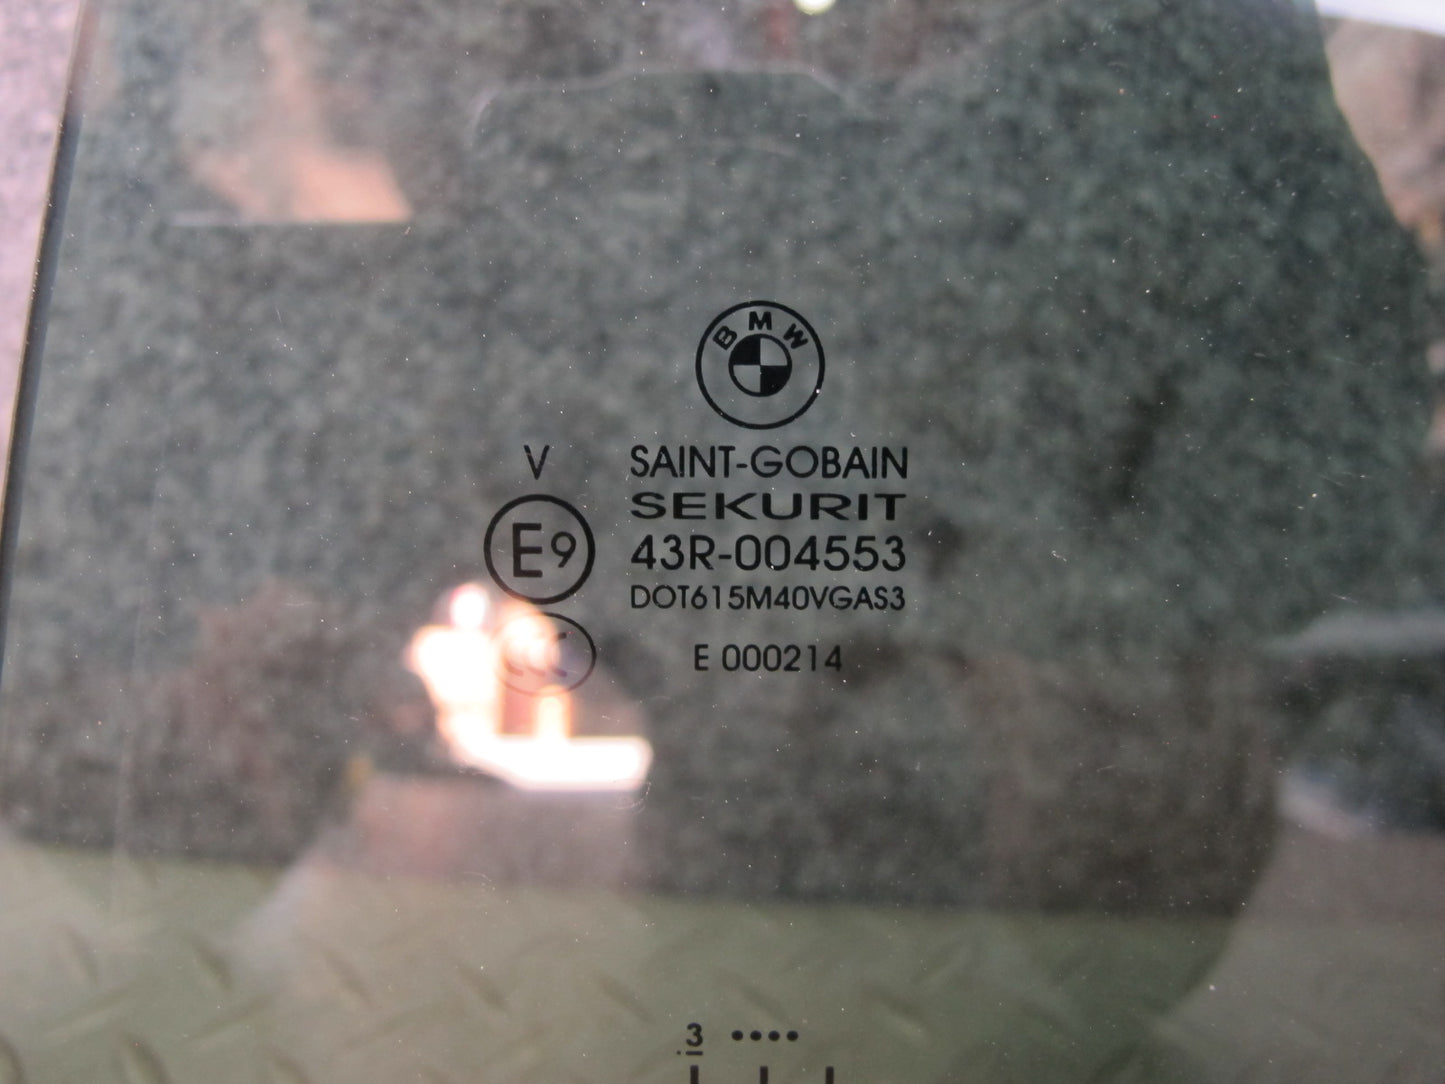 BMW
V SAINT-GOBAIN
SEKURIT
E9 43R-004553
DOT615M40VGAS3
E 000214
3 ••••